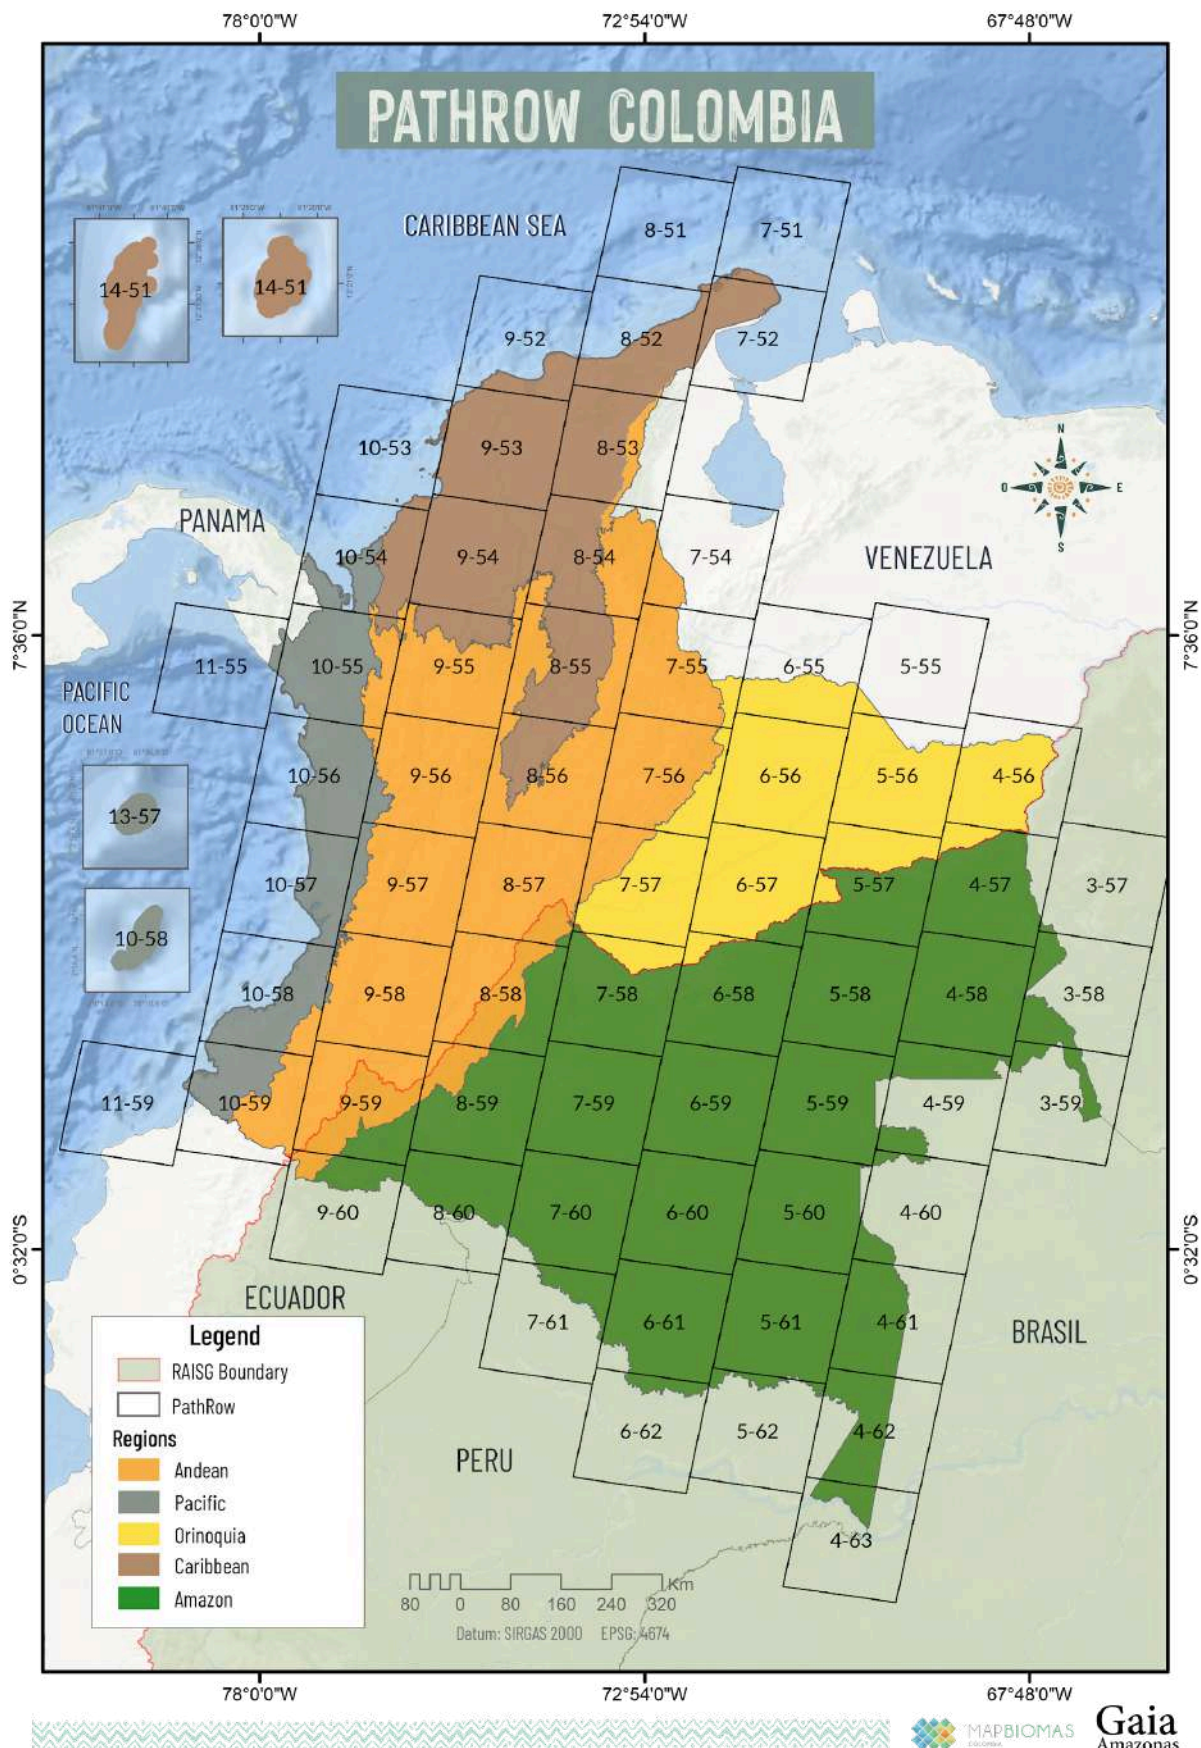 78°0'0"W 72°54'0"W 67°48'0"W
PATHROW COLOMBIA
CARIBBEAN SEA
8-51 7-51
14-51 14-51
9-52 8-52 7-52
10-53 9-53 8-53
N
O E
S
PANAMA
10-54 9-54 8-54 7-54
VENEZUELA
7°36'0"N 7°36'0"N
11-55 10-55 9-55 8-55 7-55 6-55 5-55
PACIFIC
OCEAN
10-56 9-56 8-56 7-56 6-56 5-56 4-56
13-57
10-57 9-57 8-57 7-57 6-57 5-57 4-57 3-57
10-58
10-58 9-58 8-58 7-58 6-58 5-58 4-58 3-58
11-59 10-59 9-59 8-59 7-59 6-59 5-59 4-59 3-59
9-60 8-60 7-60 6-60 5-60 4-60
0°32'0"S 0°32'0"S
ECUADOR
7-61 6-61 5-61 4-61
BRASIL
Legend
RAISG Boundary
PathRow
Regions
Andean
Pacific
Orinoquia
Caribbean
Amazon
6-62 5-62 4-62
PERU
4-63
Km
80 0 80 160 240 320
Datum: SIRGAS 2000 EPSG: 4674
78°0'0"W 72°54'0"W 67°48'0"W
MAPBIOMAS
COLOMBIA
Gaia
Amazonas